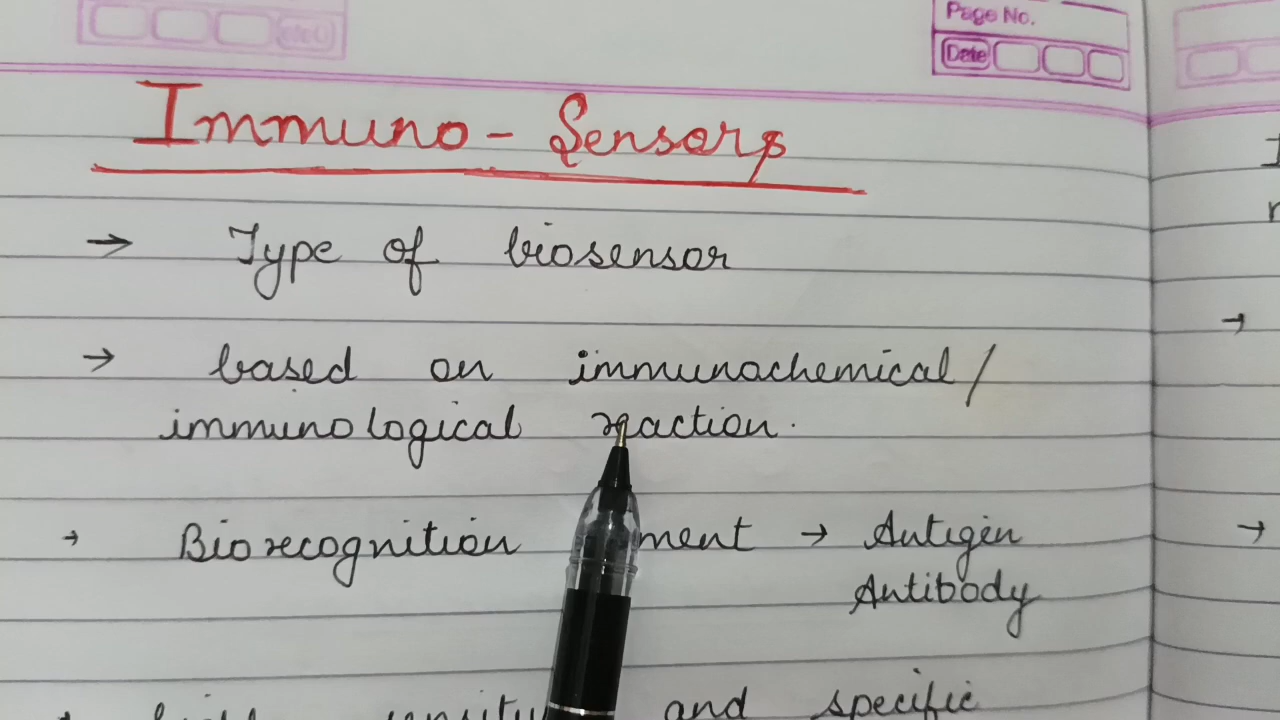 Page No.
Date
Immuno - Sensors
→ Type of biosensor
→ based on immunochemical/
immunological reaction.
→ Biorecognition ment → Antigen
Antibody
and specific